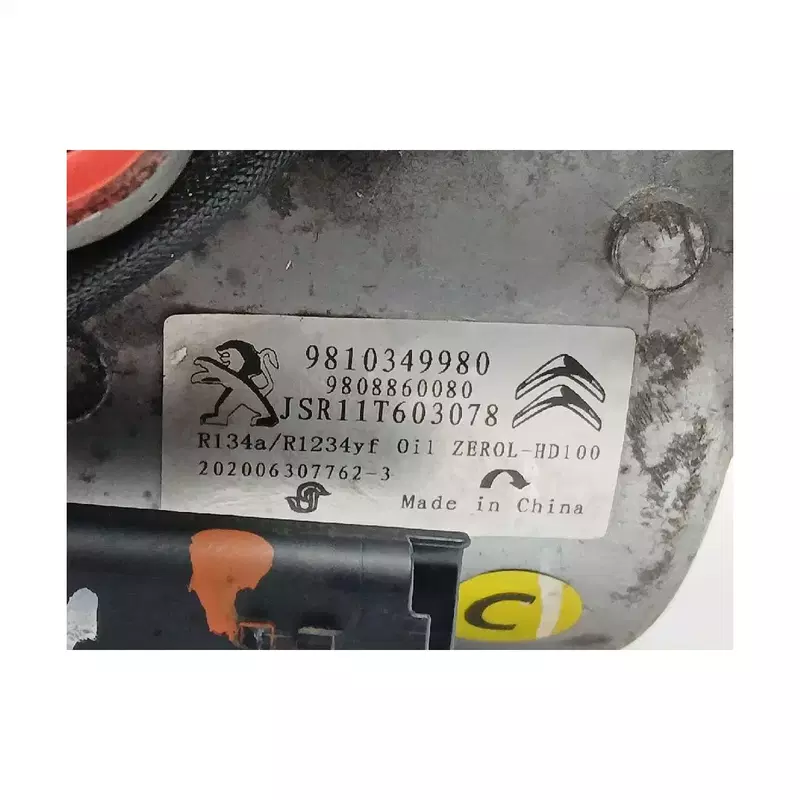 9810349980
9808860080
JSR11T603078
R134a/R1234yf Oil ZEROL-HD100
202006307762-3
Made in China
C